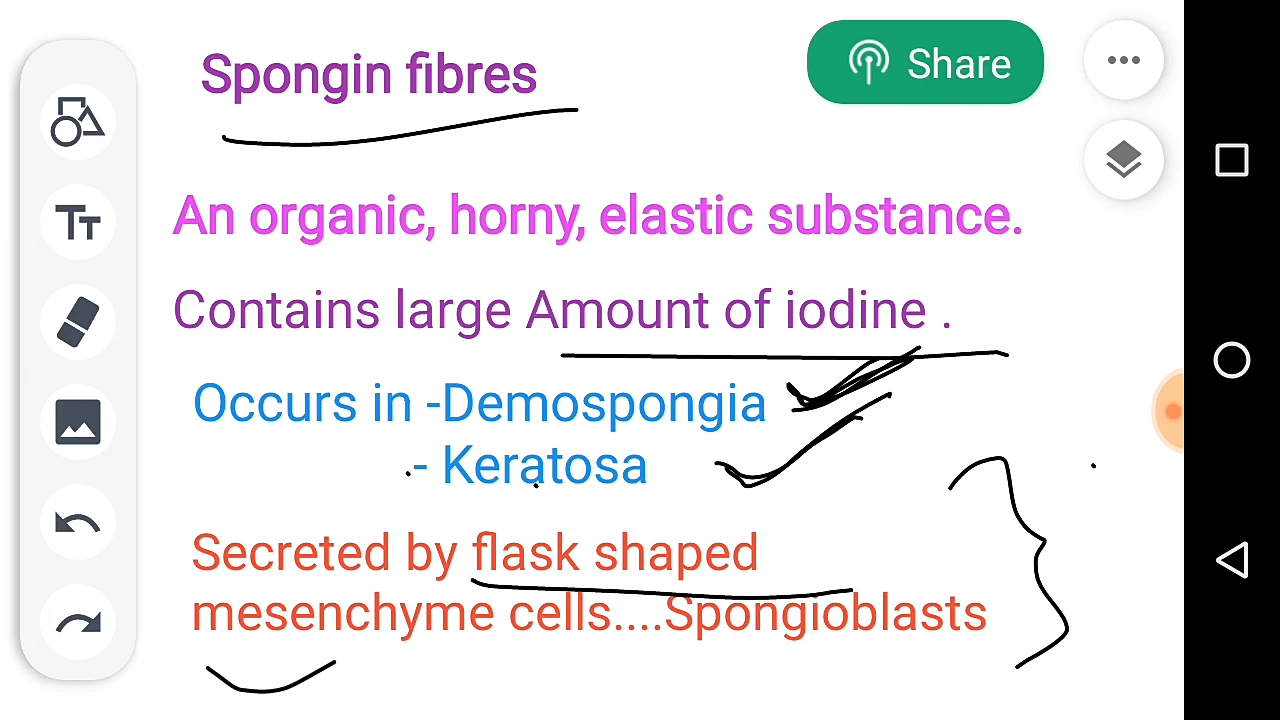 Spongin fibres
Share
An organic, horny, elastic substance.
Contains large Amount of iodine .
Occurs in -Demospongia
- Keratosa
Secreted by flask shaped
mesenchyme cells....Spongioblasts
TT